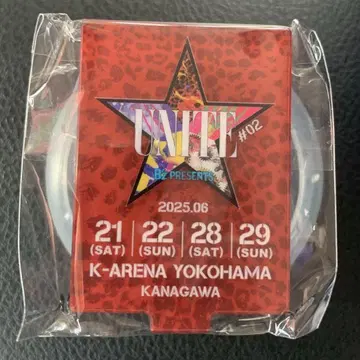 UNITE
#02
B'z PRESENTS
2025.06
21 | 22 | 28 | 29
(SAT) (SUN) (SAT) (SUN)
K-ARENA YOKOHAMA
KANAGAWA